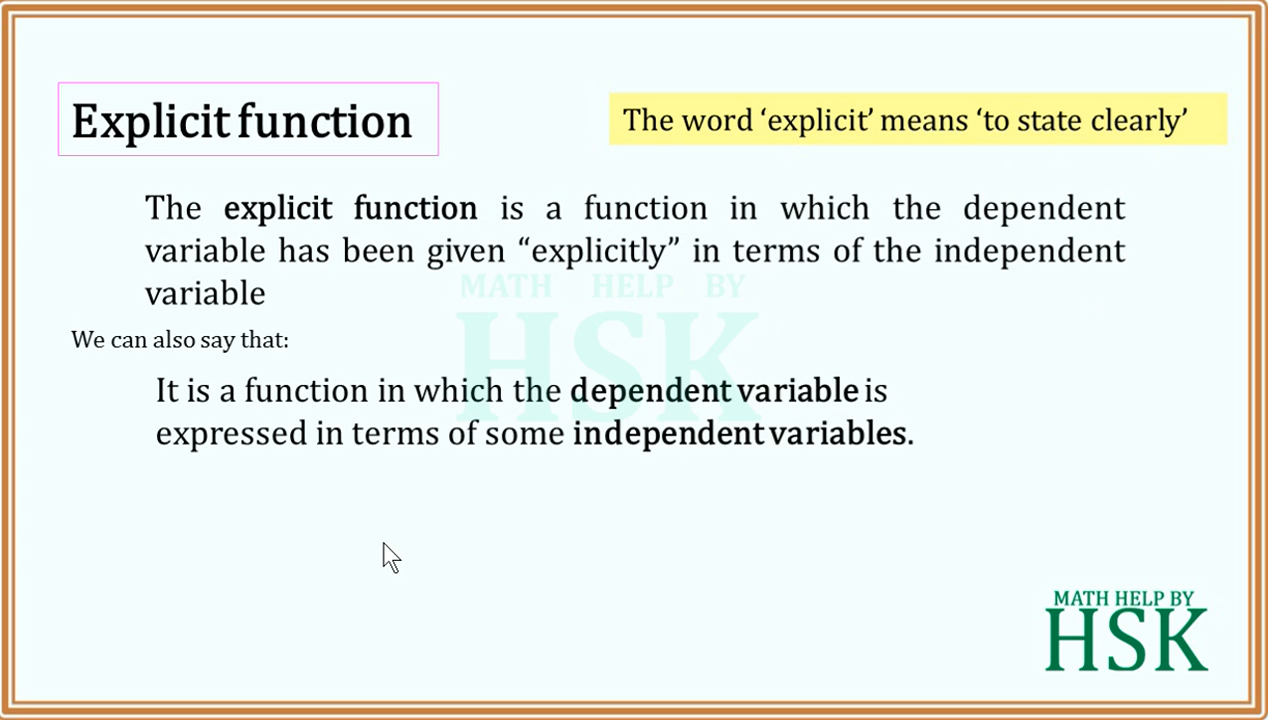 Explicit function
The word ‘explicit’ means ‘to state clearly’
The explicit function is a function in which the dependent
variable has been given “explicitly” in terms of the independent
variable
MATH HELP BY
HSK
We can also say that:
It is a function in which the dependent variable is
expressed in terms of some independent variables.
MATH HELP BY
HSK